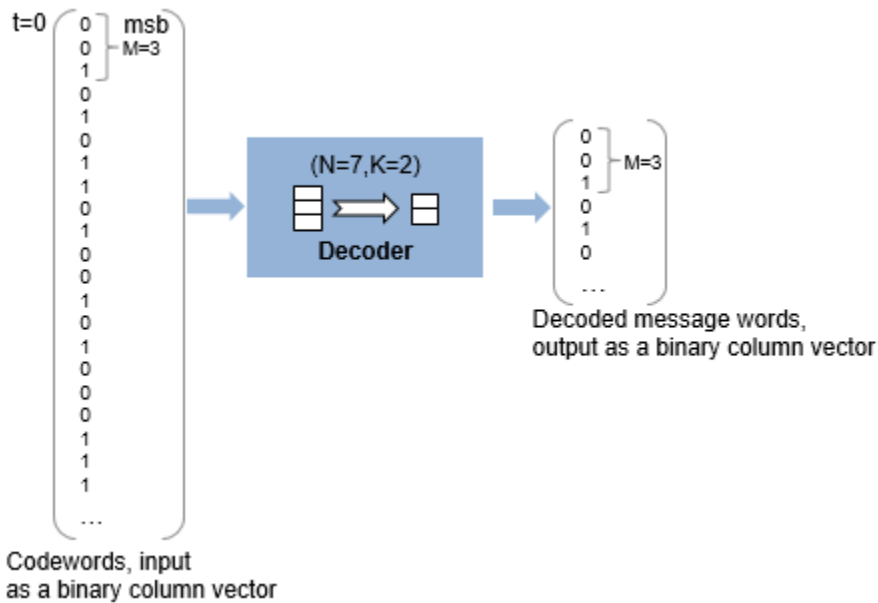 t=0
0 msb
0 M=3
1
0
1
0
1
1
0
1
0
0
1
0
1
0
0
0
1
1
1
...
Codewords, input
as a binary column vector
(N=7,K=2)
Decoder
0
0 M=3
1
0
1
0
...
Decoded message words,
output as a binary column vector